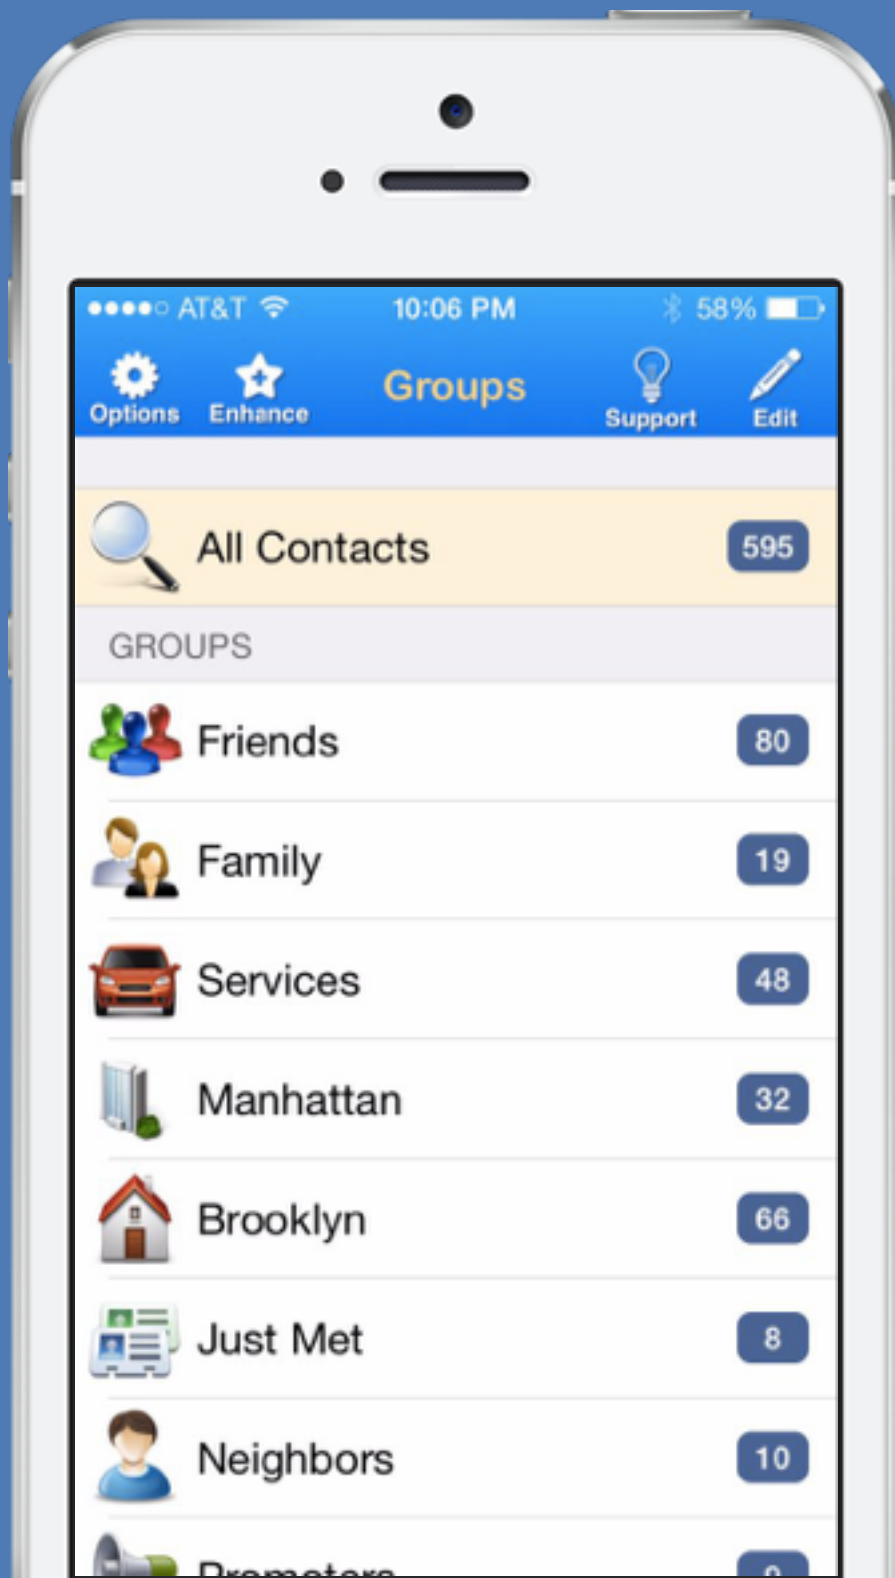 AT&T 10:06 PM 58%
Options Enhance Groups Support Edit
All Contacts 595
GROUPS
Friends 80
Family 19
Services 48
Manhattan 32
Brooklyn 66
Just Met 8
Neighbors 10
Promoters